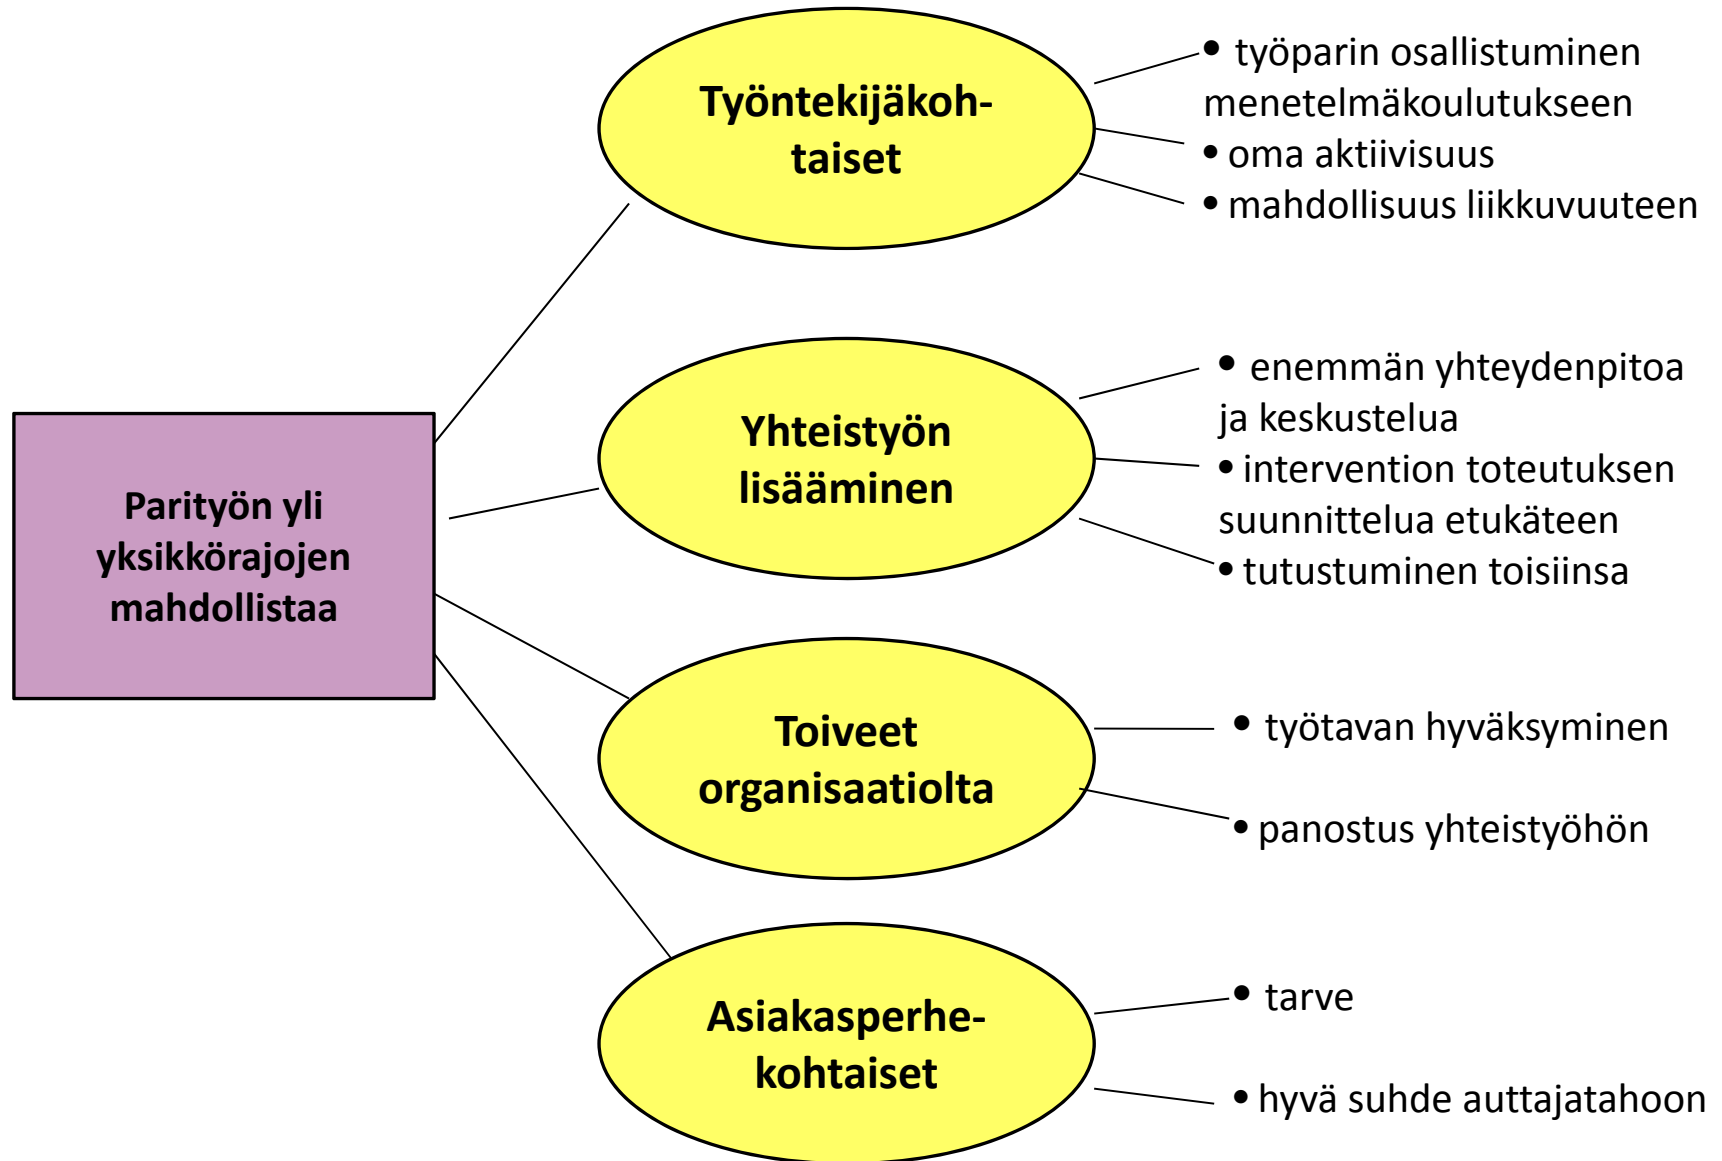 Parityön yli
yksikkörajojen
mahdollistaa
Työntekijäkoh-
taiset
• työparin osallistuminen
menetelmäkoulutukseen
• oma aktiivisuus
• mahdollisuus liikkuvuuteen
Yhteistyön
lisääminen
• enemmän yhteydenpitoa
ja keskustelua
• intervention toteutuksen
suunnittelua etukäteen
• tutustuminen toisiinsa
Toiveet
organisaatiolta
• työtavan hyväksyminen
• panostus yhteistyöhön
Asiakasperhe-
kohtaiset
• tarve
• hyvä suhde auttajatahoon